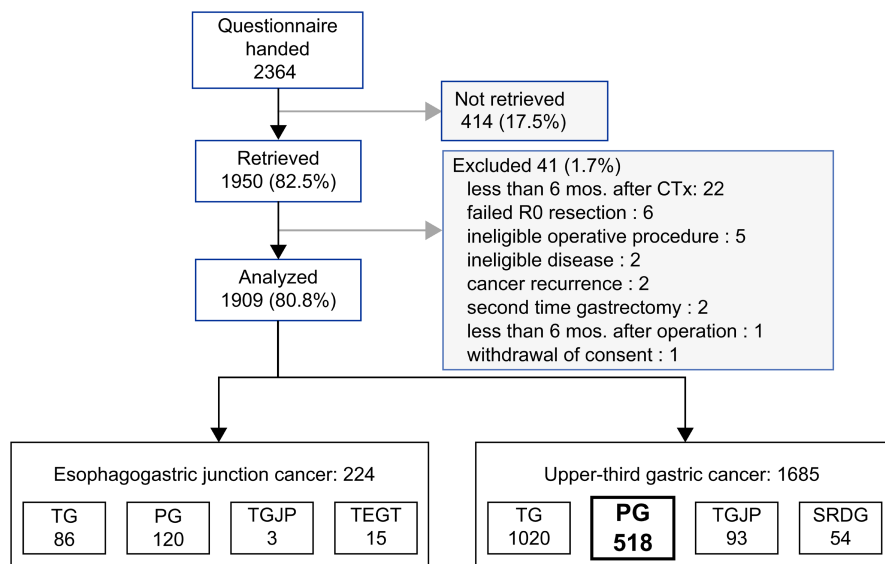 Questionnaire
handed
2364
Not retrieved
414 (17.5%)
Retrieved
1950 (82.5%)
Excluded 41 (1.7%)
less than 6 mos. after CTx: 22
failed R0 resection : 6
ineligible operative procedure : 5
ineligible disease : 2
cancer recurrence : 2
second time gastrectomy : 2
less than 6 mos. after operation : 1
withdrawal of consent : 1
Analyzed
1909 (80.8%)
Esophagogastric junction cancer: 224
TG
86
PG
120
TGJP
3
TEGT
15
Upper-third gastric cancer: 1685
TG
1020
PG
518
TGJP
93
SRDG
54